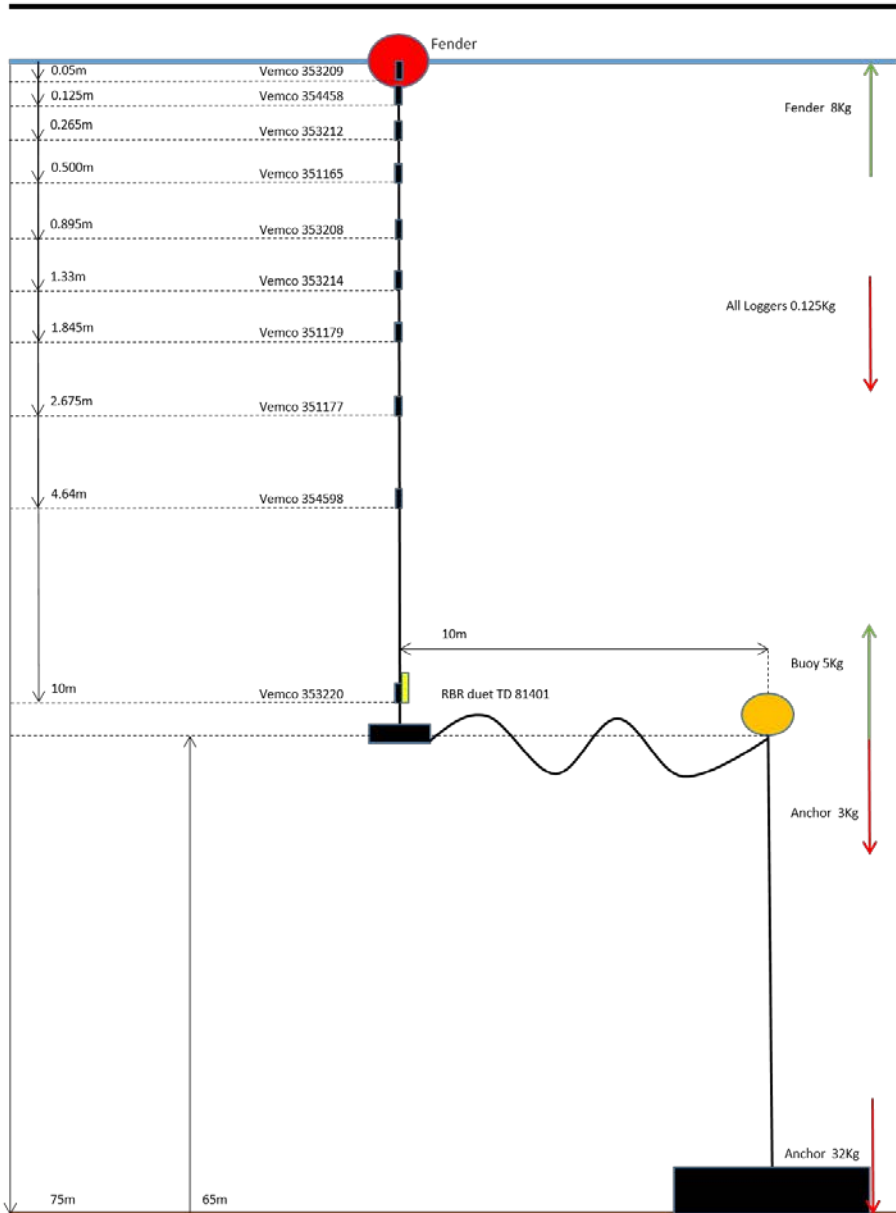 Fender
0.05m
Vemco 353209
0.125m
Vemco 354458
Fender 8Kg
0.265m
Vemco 353212
0.500m
Vemco 351165
0.895m
Vemco 353208
1.33m
Vemco 353214
All Loggers 0.125Kg
1.845m
Vemco 351179
2.675m
Vemco 351177
4.64m
Vemco 354598
10m
Buoy 5Kg
10m
Vemco 353220
RBR duet TD 81401
Anchor 3Kg
Anchor 32Kg
75m
65m